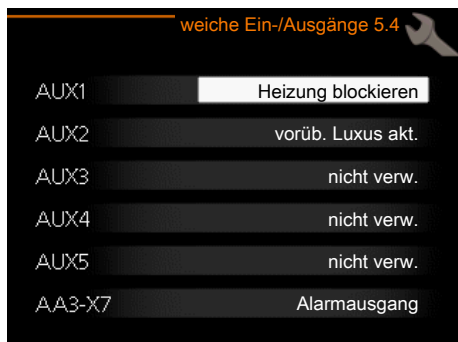 weiche Ein-/Ausgänge 5.4
AUX1 Heizung blockieren
AUX2 vorüb. Luxus akt.
AUX3 nicht verw.
AUX4 nicht verw.
AUX5 nicht verw.
AA3-X7 Alarmausgang